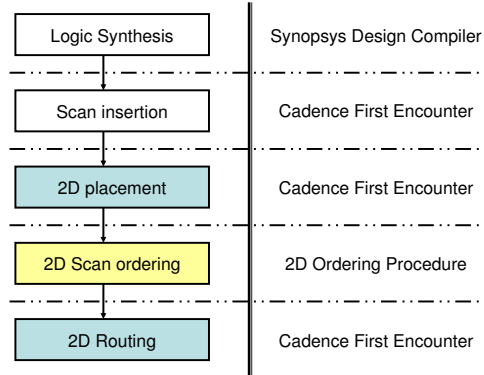 Logic Synthesis
Synopsys Design Compiler
Scan insertion
Cadence First Encounter
2D placement
Cadence First Encounter
2D Scan ordering
2D Ordering Procedure
2D Routing
Cadence First Encounter